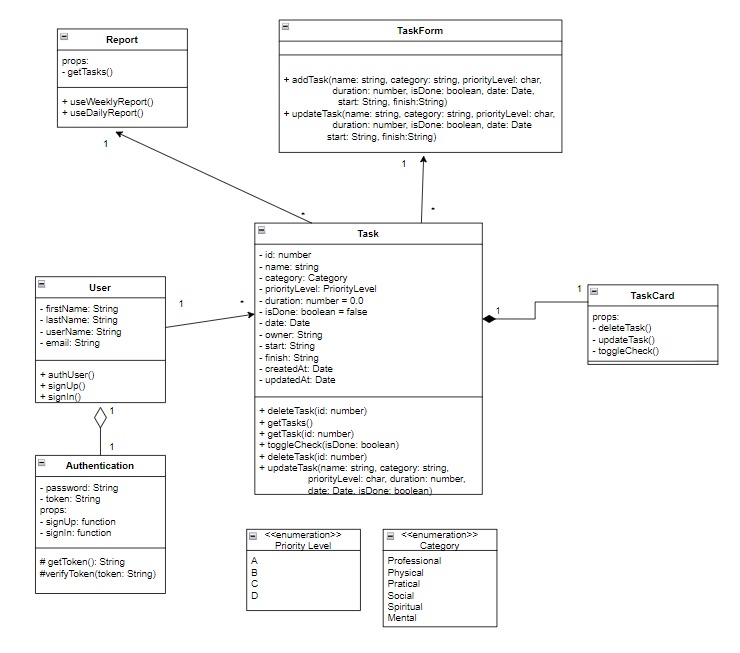 Report
props:
- getTasks()
+ useWeeklyReport()
+ useDailyReport()
TaskForm
+ addTask(name: string, category: string, priorityLevel: char,
duration: number, isDone: boolean, date: Date,
start: String, finish:String)
+ updateTask(name: string, category: string, priorityLevel: char,
duration: number, isDone: boolean, date: Date
start: String, finish:String)
1
*
1
*
Task
- id: number
- name: string
- category: Category
- priorityLevel: PriorityLevel
- duration: number = 0.0
- isDone: boolean = false
- date: Date
- owner: String
- start: String
- finish: String
- createdAt: Date
- updatedAt: Date
+ deleteTask(id: number)
+ getTasks()
+ getTask(id: number)
+ toggleCheck(isDone: boolean)
+ deleteTask(id: number)
+ updateTask(name: string, category: string,
priorityLevel: char, duration: number,
date: Date, isDone: boolean)
User
- firstName: String
- lastName: String
- userName: String
- email: String
+ authUser()
+ signUp()
+ signIn()
1
*
1
1
TaskCard
props:
- deleteTask()
- updateTask()
- toggleCheck()
1
1
Authentication
- password: String
- token: String
props:
- signUp: function
- signIn: function
# getToken(): String
#verifyToken(token: String)
<<enumeration>>
Priority Level
A
B
C
D
<<enumeration>>
Category
Professional
Physical
Pratical
Social
Spiritual
Mental